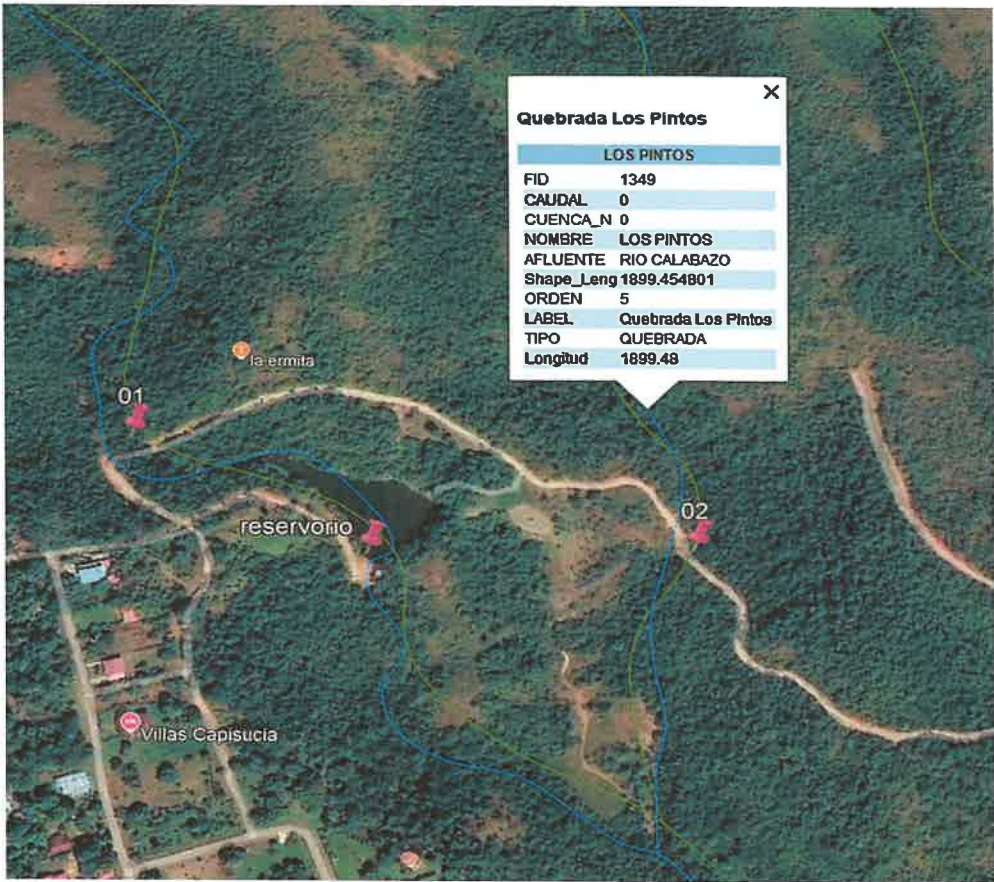 Quebrada Los Pintos
LOS PINTOS
FID 1349
CAUDAL 0
CUENCA_N 0
NOMBRE LOS PINTOS
AFLUENTE RIO CALABAZO
Shape_Leng 1899.454801
ORDEN 5
LABEL Quebrada Los Pintos
TIPO QUEBRADA
Longitud 1899.48
la ermita
01
02
reservorio
Villas Capisucia